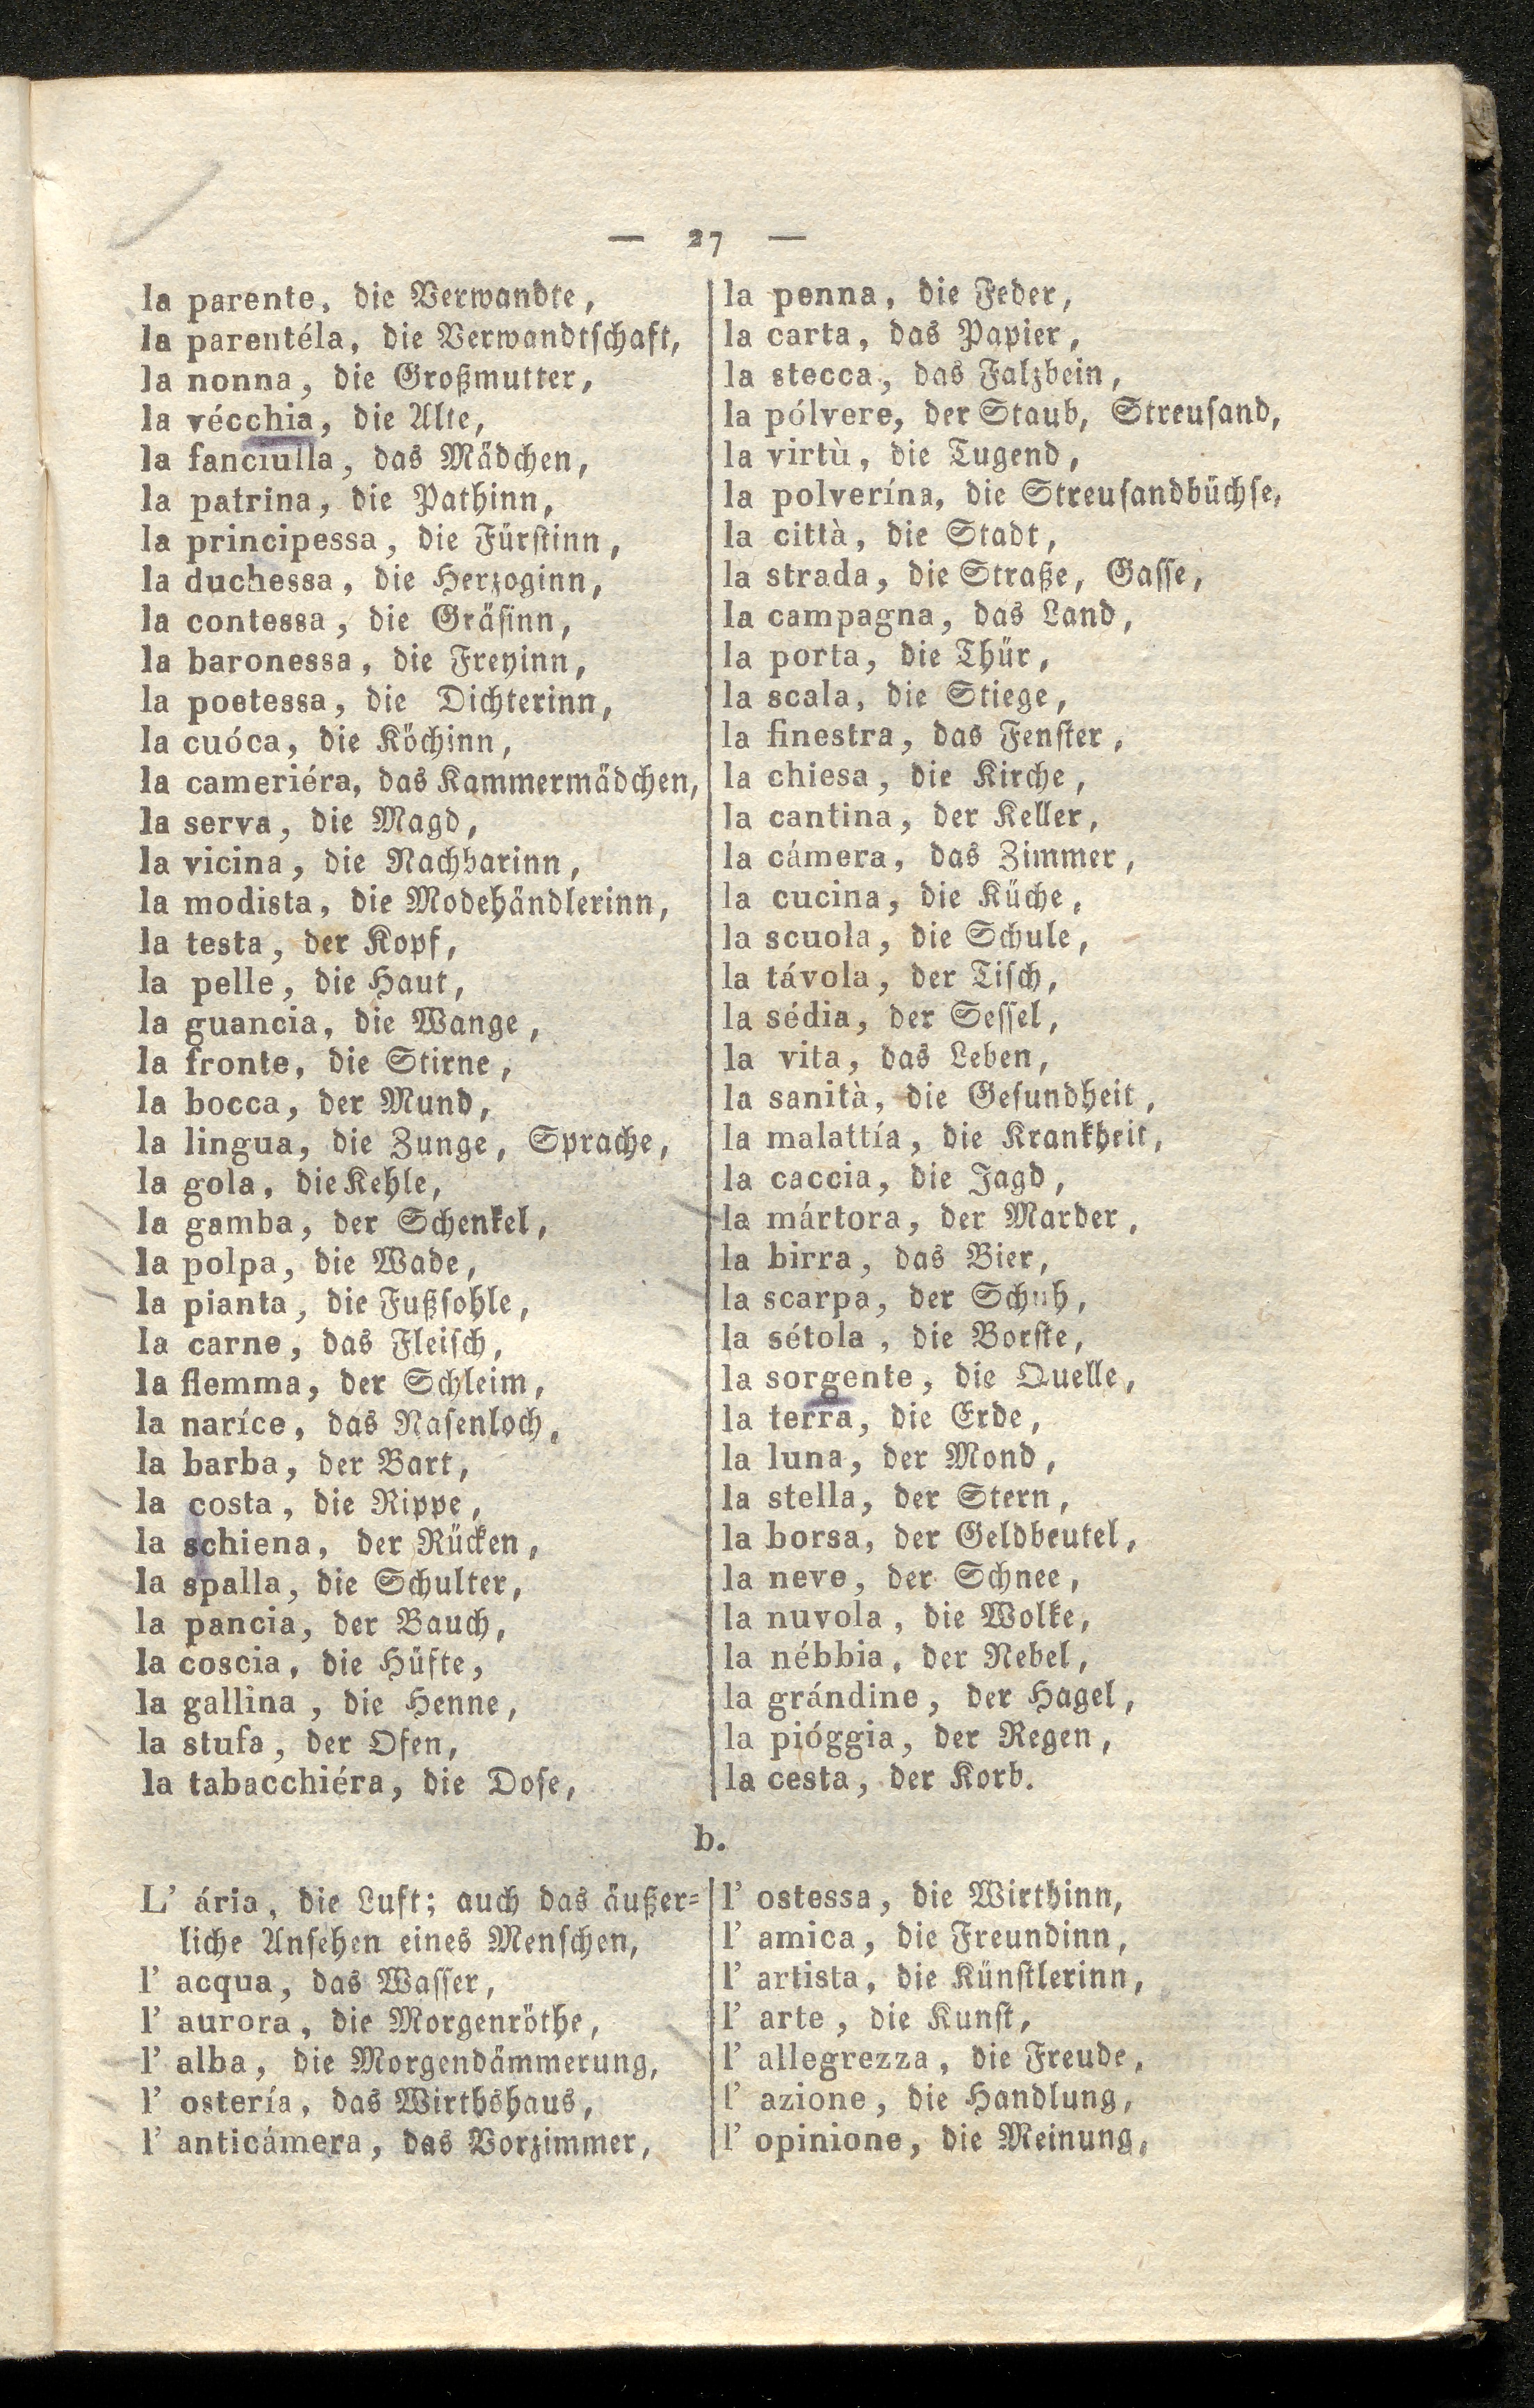 — 27 —
la parente, die Verwandte,
la parentéla, die Verwandtschaft,
la nonna, die Großmutter,
la vécchia, die Alte,
la fanciulla, das Mädchen,
la patrina, die Pathinn,
la principessa, die Fürstinn,
la duchessa, die Herzoginn,
la contessa, die Gräfinn,
la baronessa, die Freyinn,
la poetessa, die Dichterinn,
la cuóca, die Köchinn,
la cameriéra, das Kammermädchen,
la serva, die Magd,
la vicina, die Nachbarinn,
la modista, die Modehändlerinn,
la testa, der Kopf,
la pelle, die Haut,
la guancia, die Wange,
la fronte, die Stirne,
la bocca, der Mund,
la lingua, die Zunge, Sprache,
la gola, die Kehle,
la gamba, der Schenkel,
la polpa, die Wade,
la pianta, die Fußsohle,
la carne, das Fleisch,
la flemma, der Schleim,
la naríce, das Nasenloch,
la barba, der Bart,
la costa, die Rippe,
la schiena, der Rücken,
la spalla, die Schulter,
la pancia, der Bauch,
la coscia, die Hüfte,
la gallina, die Henne,
la stufa, der Ofen,
la tabacchiéra, die Dose,
la penna, die Feder,
la carta, das Papier,
la stecca, das Falzbein,
la pólvere, der Staub, Streusand,
la virtù, die Tugend,
la polverína, die Streusandbüchse,
la città, die Stadt,
la strada, die Straße, Gasse,
la campagna, das Land,
la porta, die Thür,
la scala, die Stiege,
la finestra, das Fenster,
la chiesa, die Kirche,
la cantina, der Keller,
la cámera, das Zimmer,
la cucina, die Küche,
la scuola, die Schule,
la távola, der Tisch,
la sédia, der Sessel,
la vita, das Leben,
la sanità, die Gesundheit,
la malattía, die Krankheit,
la caccia, die Jagd,
la mártora, der Marder,
la birra, das Bier,
la scarpa, der Schuh,
la sétola, die Borste,
la sorgente, die Quelle,
la terra, die Erde,
la luna, der Mond,
la stella, der Stern,
la borsa, der Geldbeutel,
la neve, der Schnee,
la nuvola, die Wolke,
la nébbia, der Nebel,
la grándine, der Hagel,
la pióggia, der Regen,
la cesta, der Korb.
b.
L' ária, die Luft; auch das äußer-
liche Ansehen eines Menschen,
l' acqua, das Wasser,
l' aurora, die Morgenröthe,
l' alba, die Morgendämmerung,
l' ostería, das Wirthshaus,
l' anticámera, das Vorzimmer,
l' ostessa, die Wirthinn,
l' amica, die Freundinn,
l' artista, die Künstlerinn,
l' arte, die Kunst,
l' allegrezza, die Freude,
l' azione, die Handlung,
l' opinione, die Meinung,